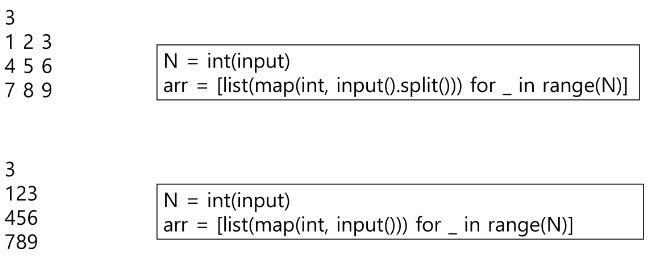 3
1 2 3
4 5 6
7 8 9
N = int(input)
arr = [list(map(int, input().split())) for _ in range(N)]
3
123
456
789
N = int(input)
arr = [list(map(int, input())) for _ in range(N)]